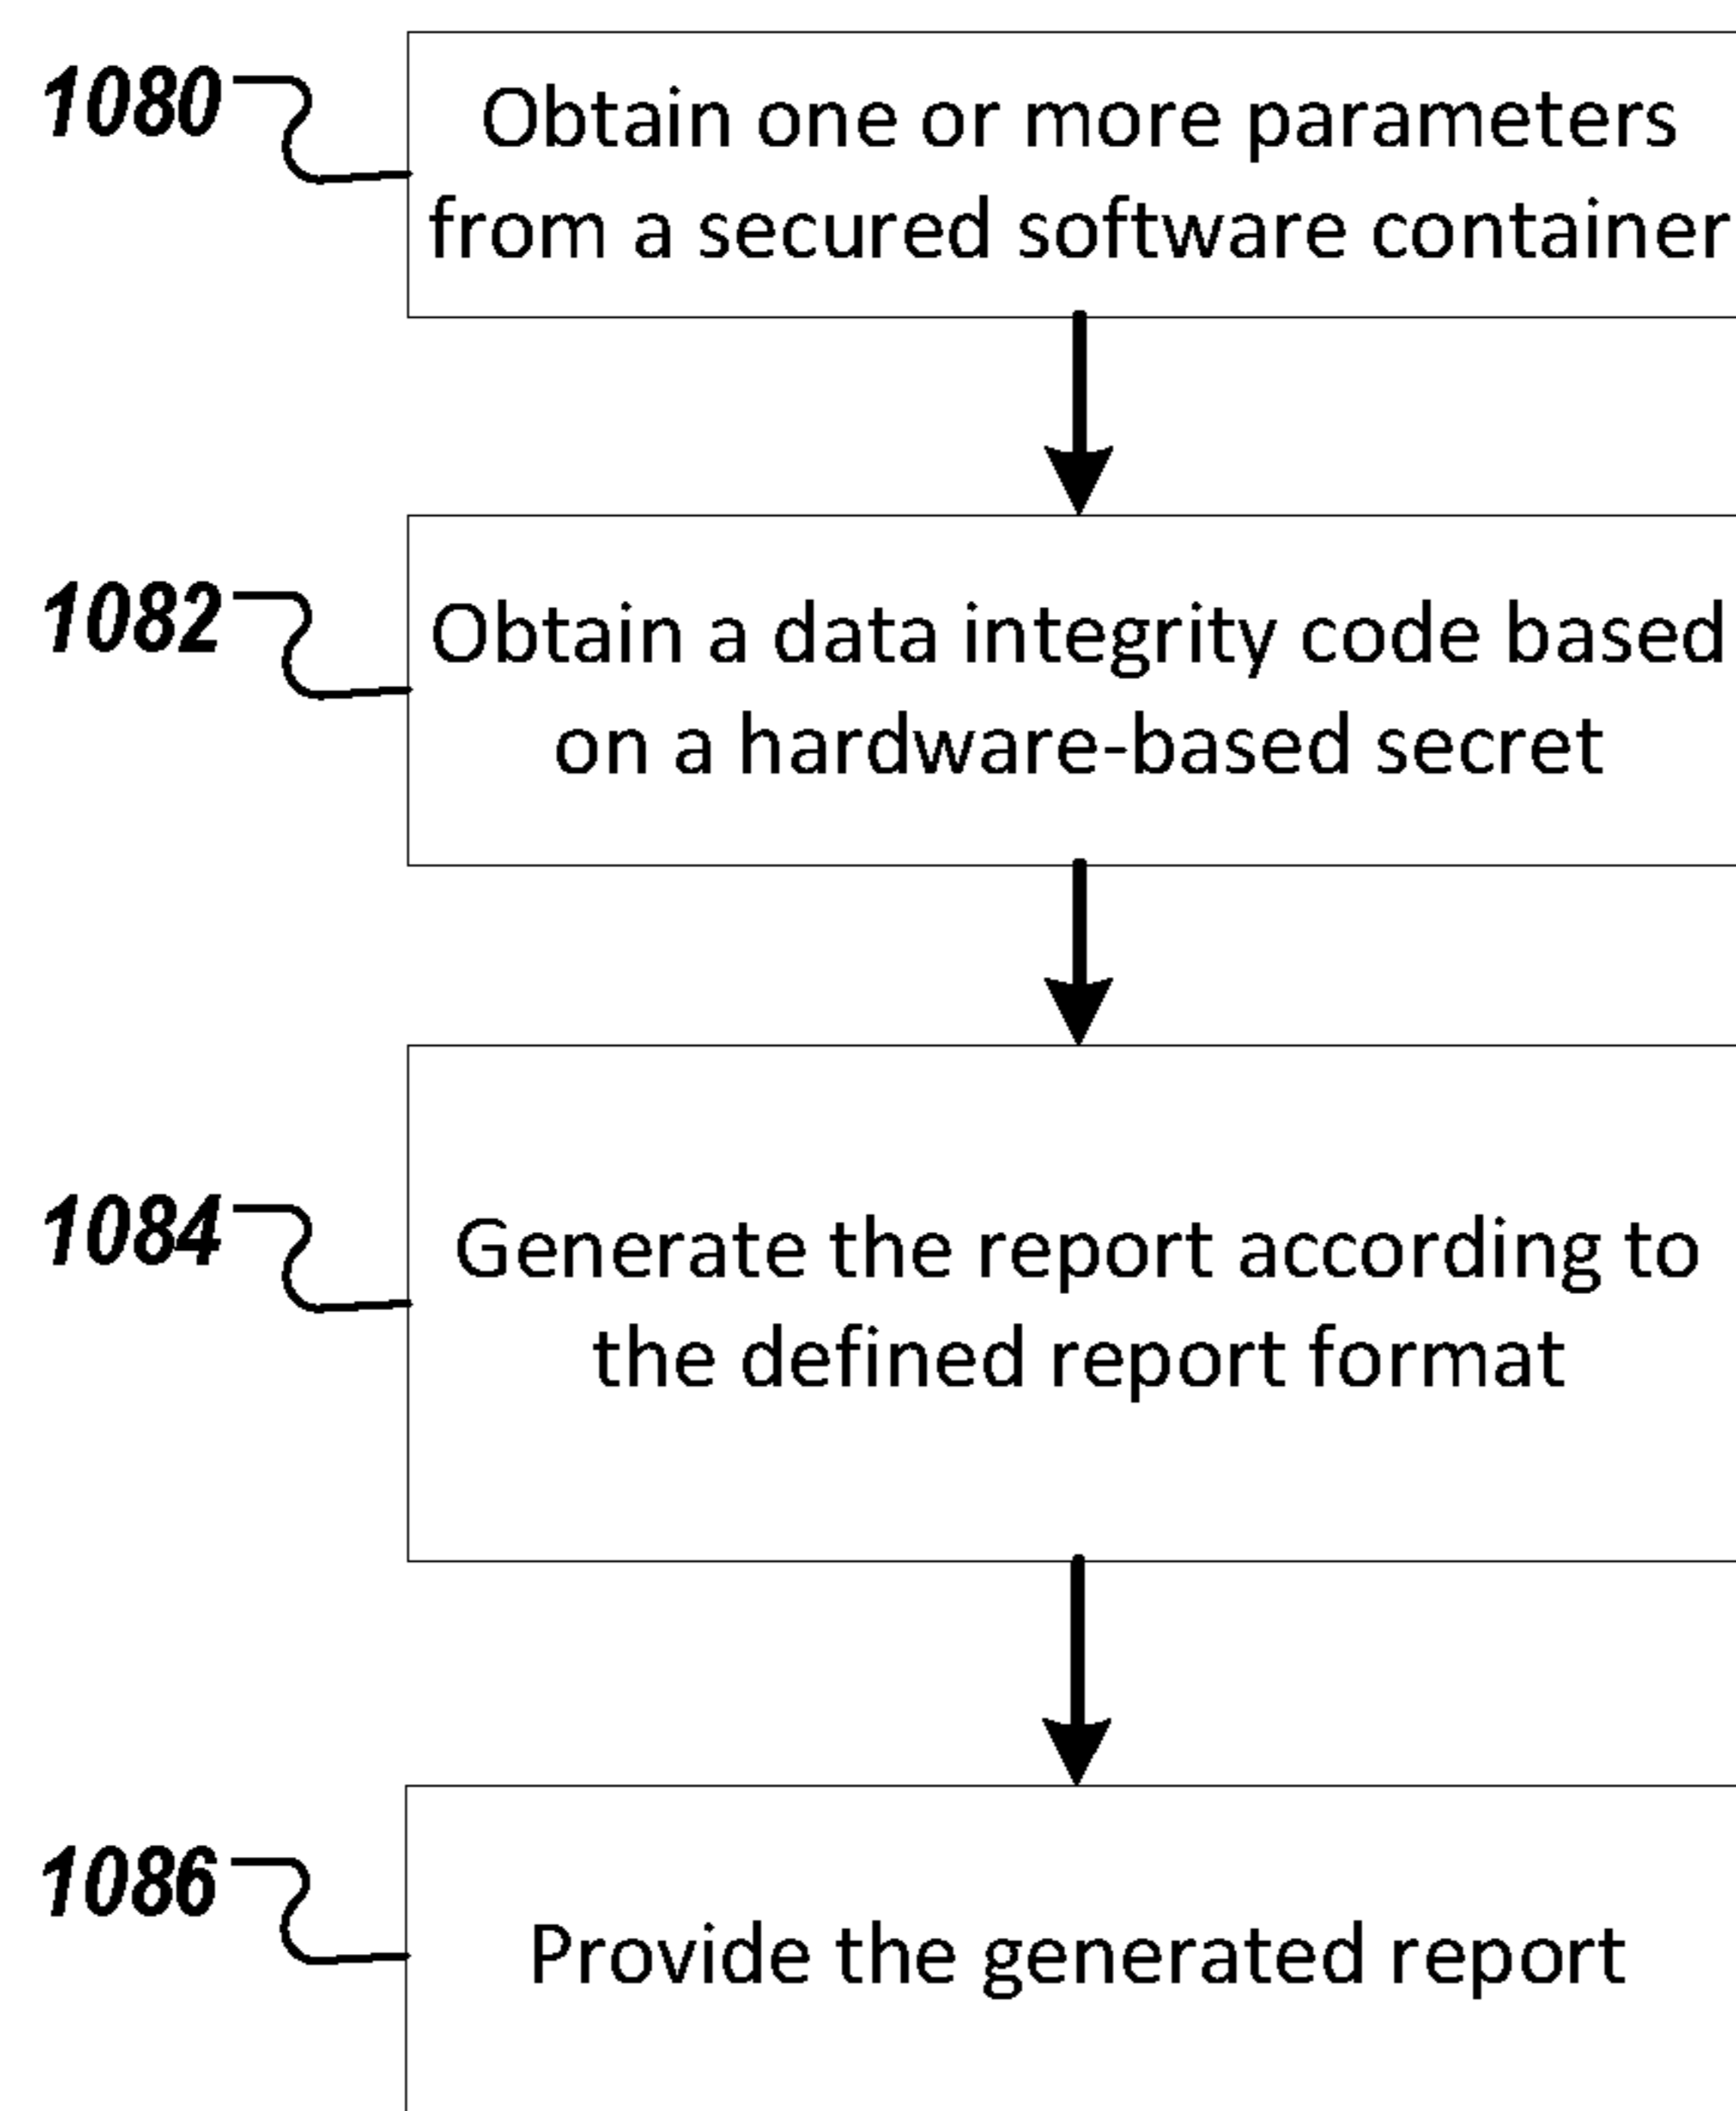 1080
Obtain one or more parameters
from a secured software container
1082
Obtain a data integrity code based
on a hardware-based secret
1084
Generate the report according to
the defined report format
1086
Provide the generated report